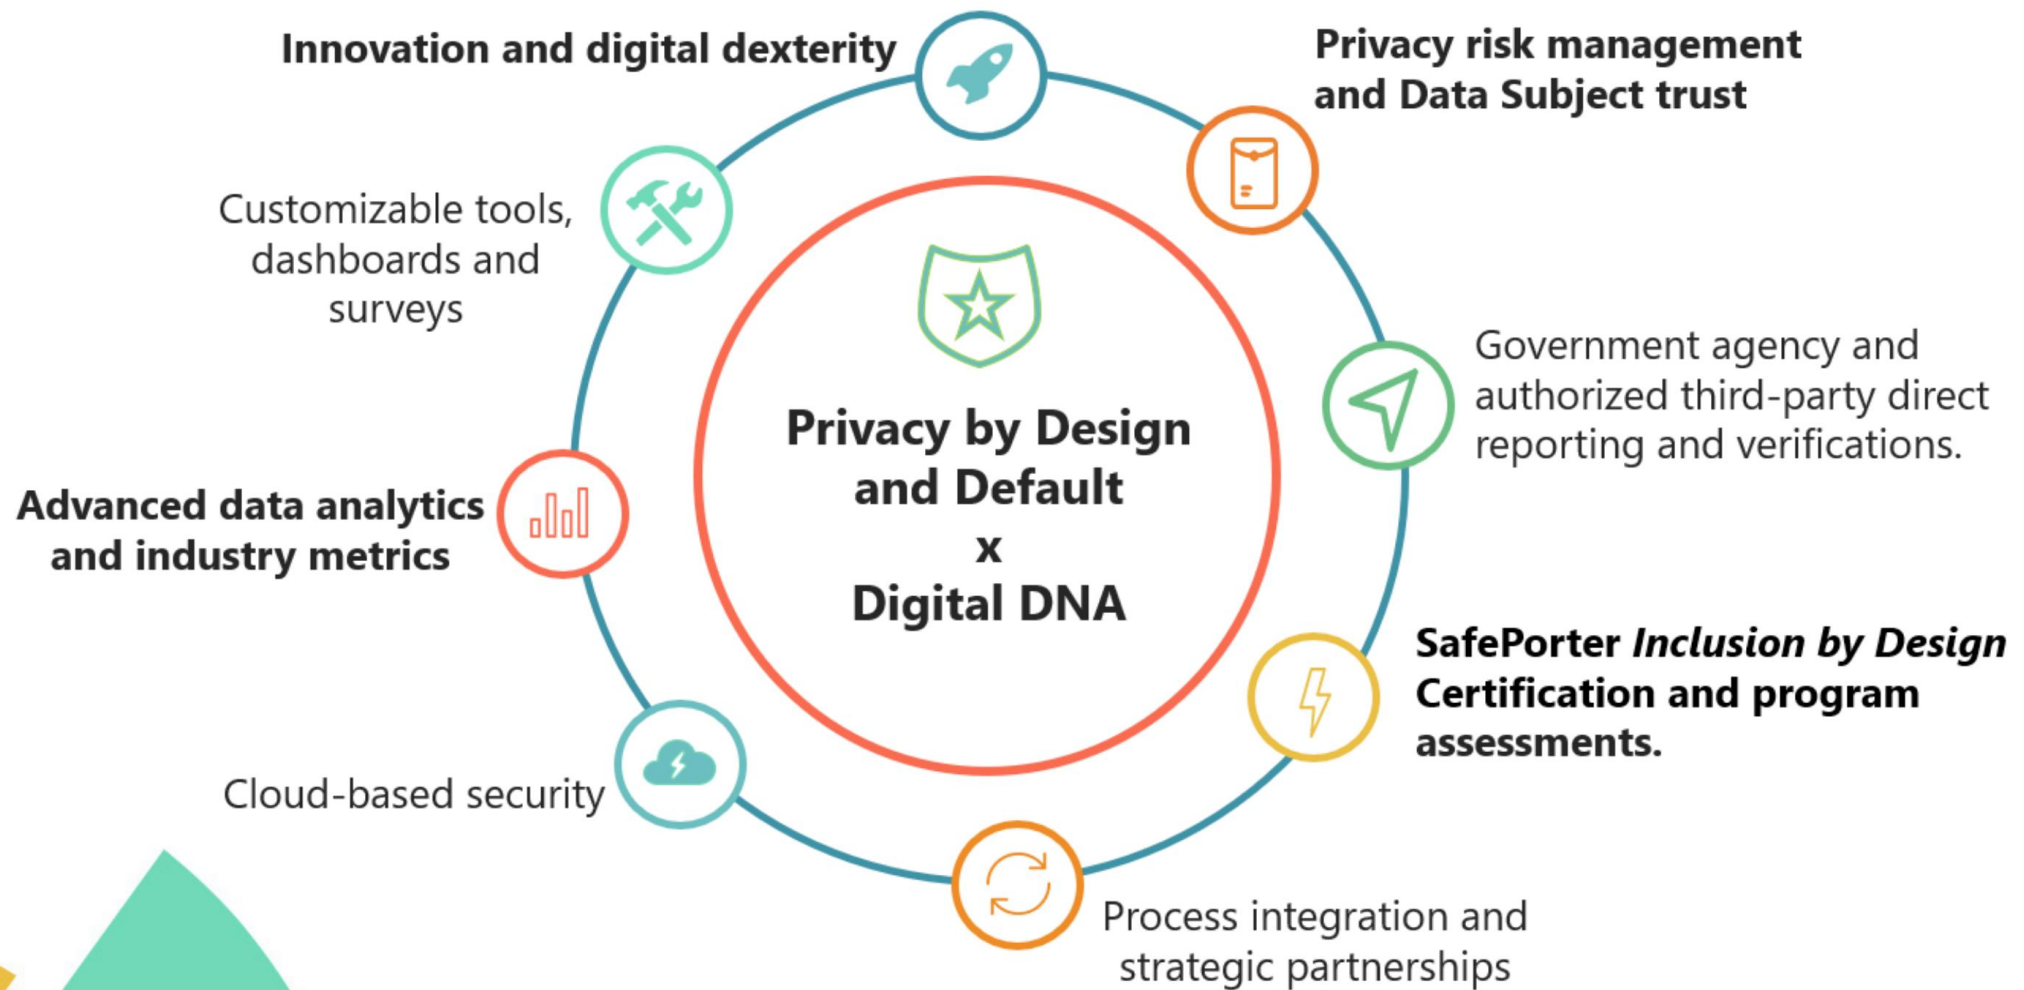 Innovation and digital dexterity
Privacy risk management
and Data Subject trust
Customizable tools,
dashboards and
surveys
Government agency and
authorized third-party direct
reporting and verifications.
Privacy by Design
and Default
x
Digital DNA
Advanced data analytics
and industry metrics
SafePorter Inclusion by Design
Certification and program
assessments.
Cloud-based security
Process integration and
strategic partnerships